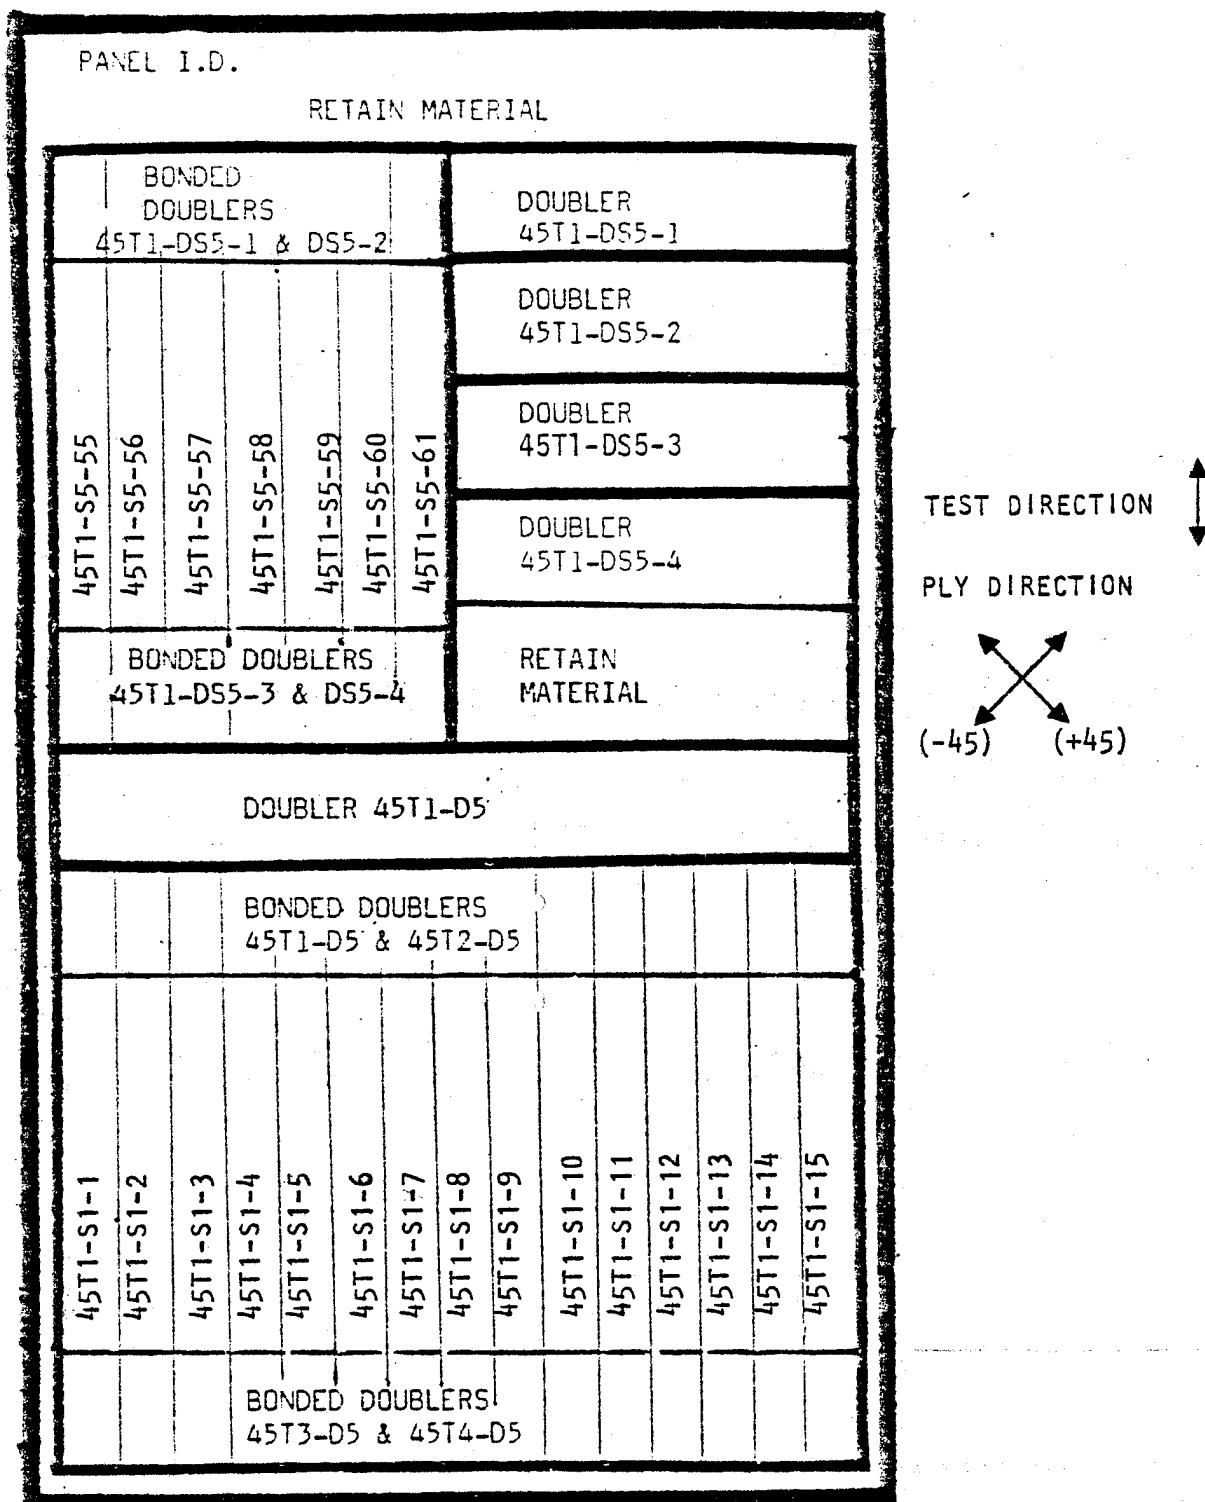 PANEL I.D.
RETAIN MATERIAL
BONDED
DOUBLERS
45T1-DS5-1 & DS5-2
DOUBLER
45T1-DS5-1
DOUBLER
45T1-DS5-2
DOUBLER
45T1-DS5-3
DOUBLER
45T1-DS5-4
45T1-S5-55
45T1-S5-56
45T1-S5-57
45T1-S5-58
45T1-S5-59
45T1-S5-60
45T1-S5-61
BONDED DOUBLERS
45T1-DS5-3 & DS5-4
RETAIN
MATERIAL
TEST DIRECTION
PLY DIRECTION
(-45) (+45)
DOUBLER 45T1-D5
BONDED DOUBLERS
45T1-D5 & 45T2-D5
45T1-S1-1
45T1-S1-2
45T1-S1-3
45T1-S1-4
45T1-S1-5
45T1-S1-6
45T1-S1-7
45T1-S1-8
45T1-S1-9
45T1-S1-10
45T1-S1-11
45T1-S1-12
45T1-S1-13
45T1-S1-14
45T1-S1-15
BONDED DOUBLERS
45T3-D5 & 45T4-D5